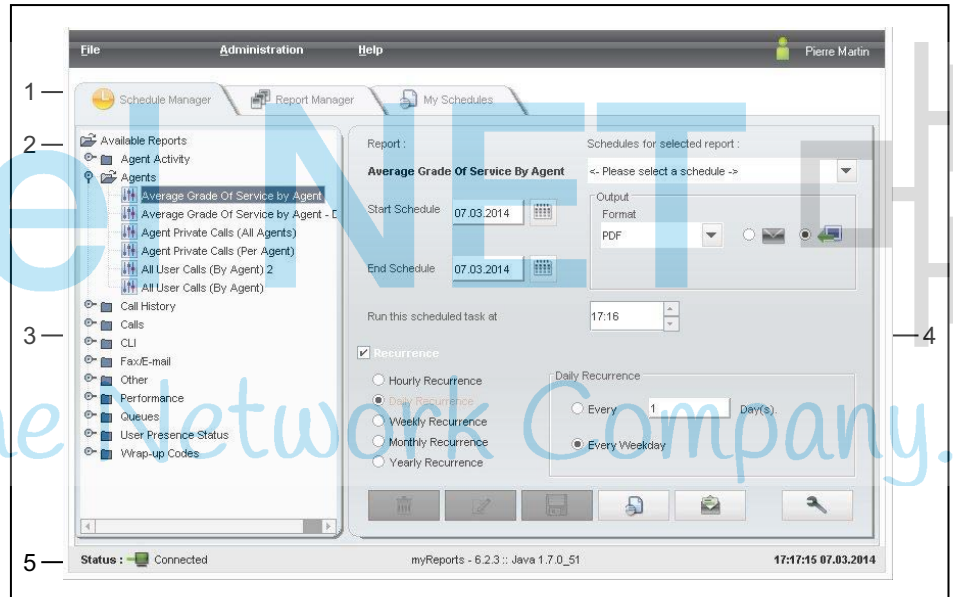 File Administration Help Pierre Martin
1
Schedule Manager Report Manager My Schedules
2
Available Reports
Agent Activity
Agents
Average Grade Of Service by Agent
Average Grade Of Service by Agent - D
Agent Private Calls (All Agents)
Agent Private Calls (Per Agent)
All User Calls (By Agent) 2
All User Calls (By Agent)
Call History
Calls
3
CLI
Fax/E-mail
Other
Performance
Queues
User Presence Status
Wrap-up Codes
Report : Schedules for selected report :
Average Grade Of Service By Agent <- Please select a schedule ->
Output
Format
Start Schedule 07.03.2014
PDF
End Schedule 07.03.2014
Run this scheduled task at 17:16
4
Recurrence
Hourly Recurrence
Daily Recurrence
Weekly Recurrence
Monthly Recurrence
Yearly Recurrence
Daily Recurrence
Every 1 Day(s).
Every Weekday
5
Status : Connected myReports - 6.2.3 :: Java 1.7.0_51 17:17:15 07.03.2014
el NET
he Network Company.